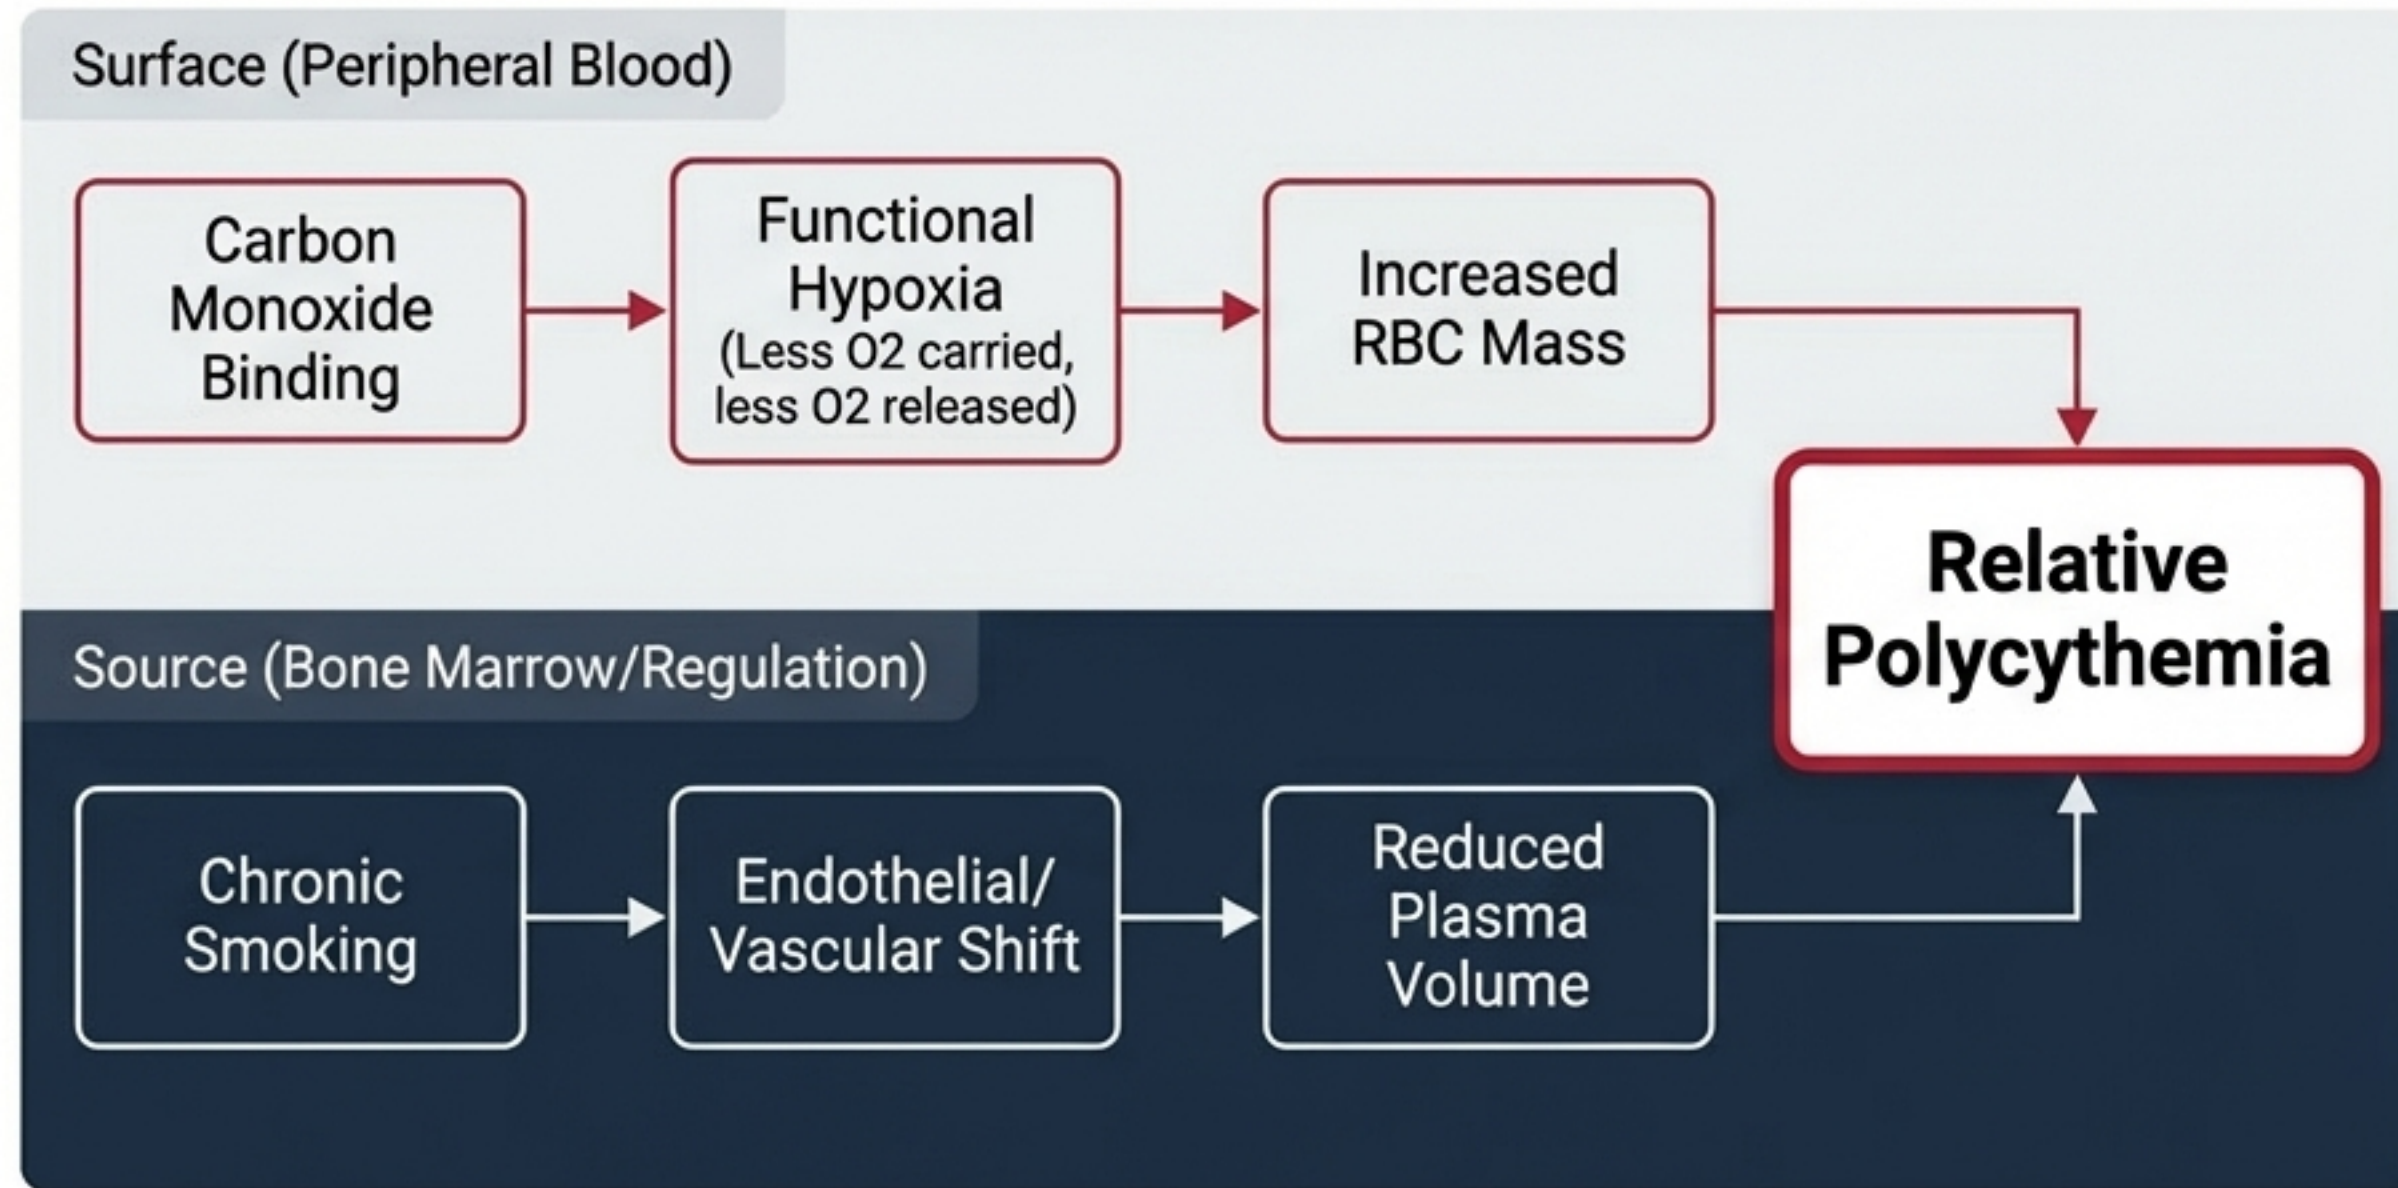 Surface (Peripheral Blood)
Carbon
Monoxide
Binding
Functional
Hypoxia
(Less O2 carried,
less O2 released)
Increased
RBC Mass
Relative
Polycythemia
Source (Bone Marrow/Regulation)
Chronic
Smoking
Endothelial/
Vascular Shift
Reduced
Plasma
Volume